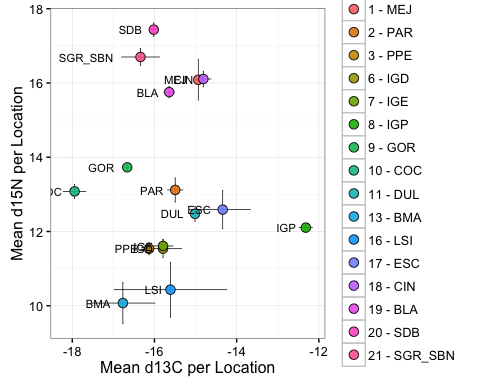 18
16
14
12
10
-18
-16
-14
-12
Mean d15N per Location
Mean d13C per Location
SDB
SGR_SBN
MEJ
CIN
BLA
GOR
OC
PAR
DUL
ESC
IGP
PPE
IGD
LSI
BMA
1 - MEJ
2 - PAR
3 - PPE
6 - IGD
7 - IGE
8 - IGP
9 - GOR
10 - COC
11 - DUL
13 - BMA
16 - LSI
17 - ESC
18 - CIN
19 - BLA
20 - SDB
21 - SGR_SBN